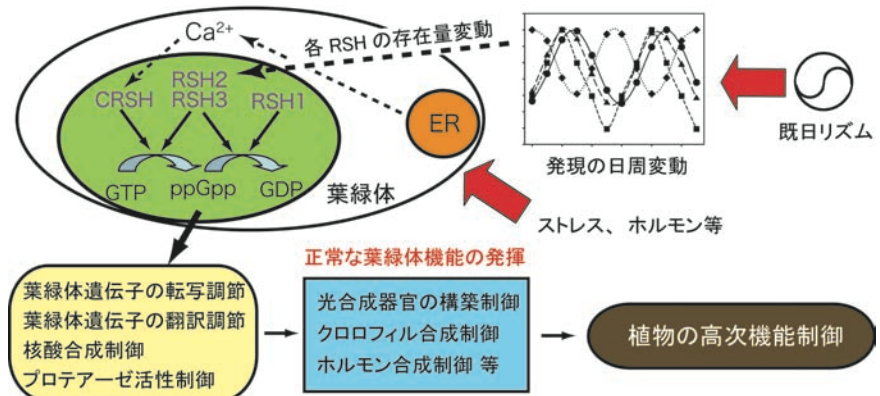 Ca²⁺
各 RSH の存在量変動
RSH2
CRSH RSH3 RSH1
ER
GTP ppGpp GDP
葉緑体
発現の日周変動
既日リズム
ストレス、ホルモン等
正常な葉緑体機能の発揮
葉緑体遺伝子の転写調節
葉緑体遺伝子の翻訳調節
核酸合成制御
プロテアーゼ活性制御
光合成器官の構築制御
クロロフィル合成制御
ホルモン合成制御 等
植物の高次機能制御